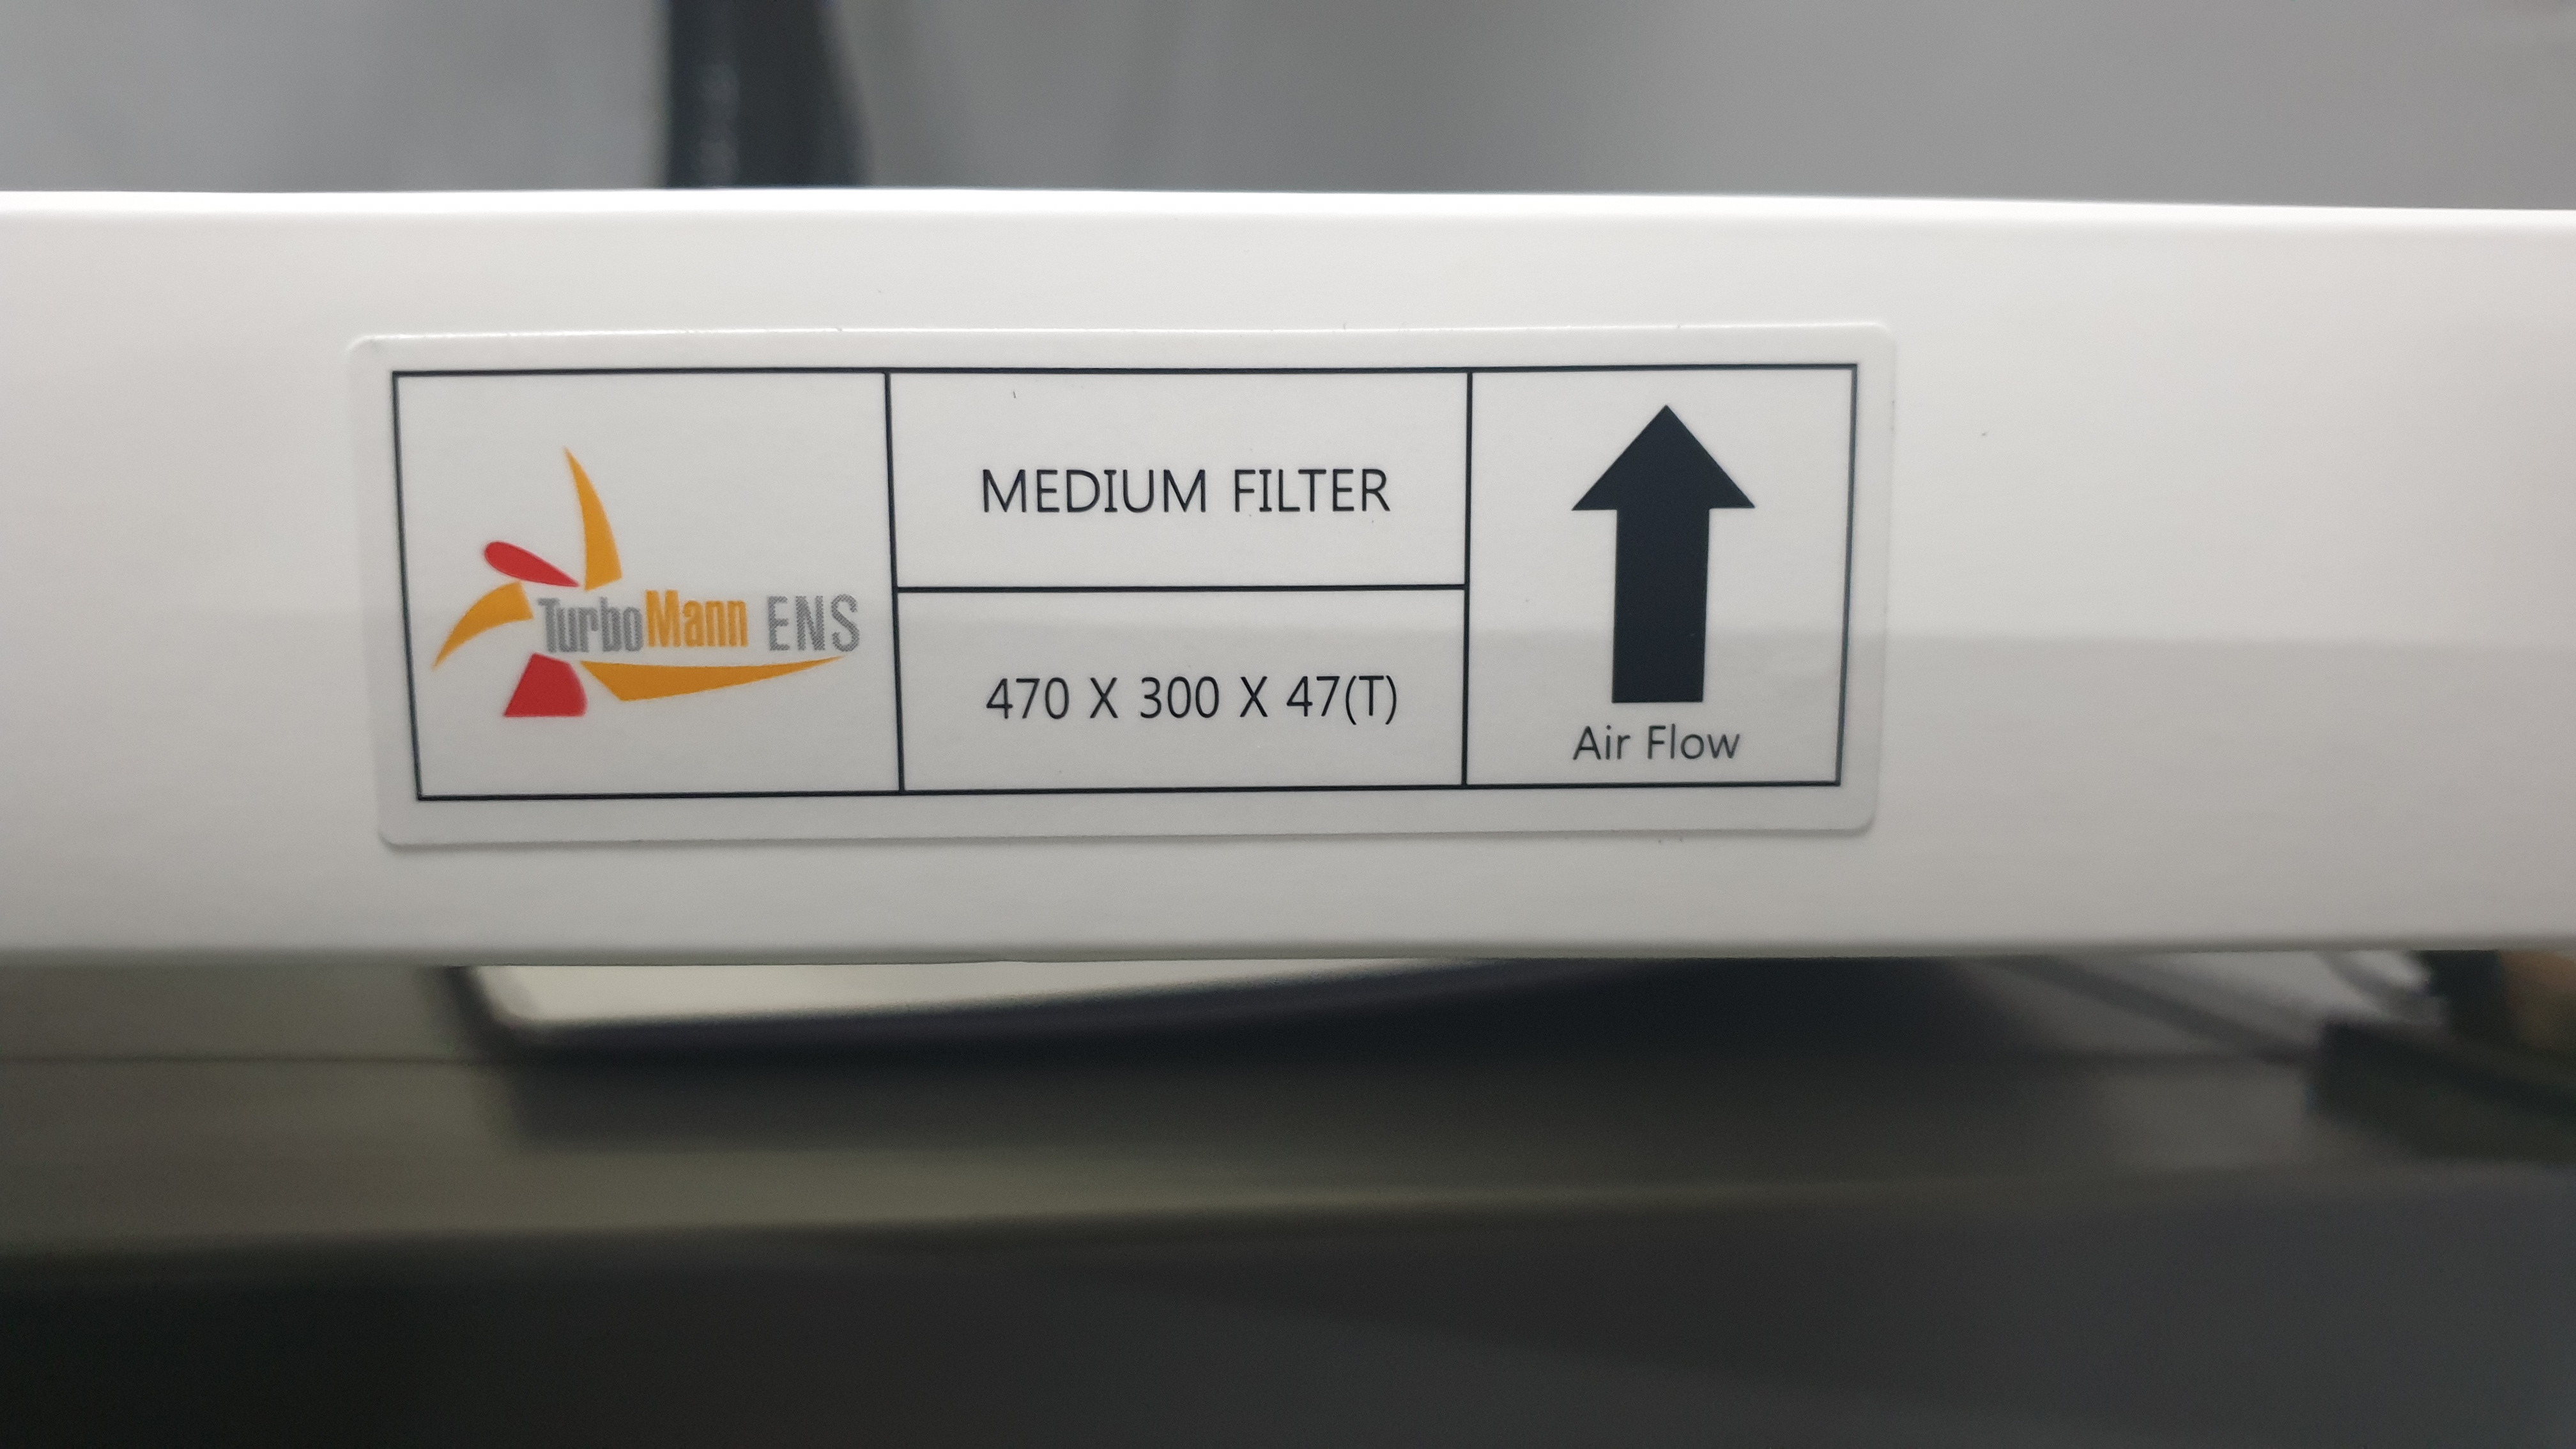 TurboMann ENS
MEDIUM FILTER
470 X 300 X 47(T)
Air Flow